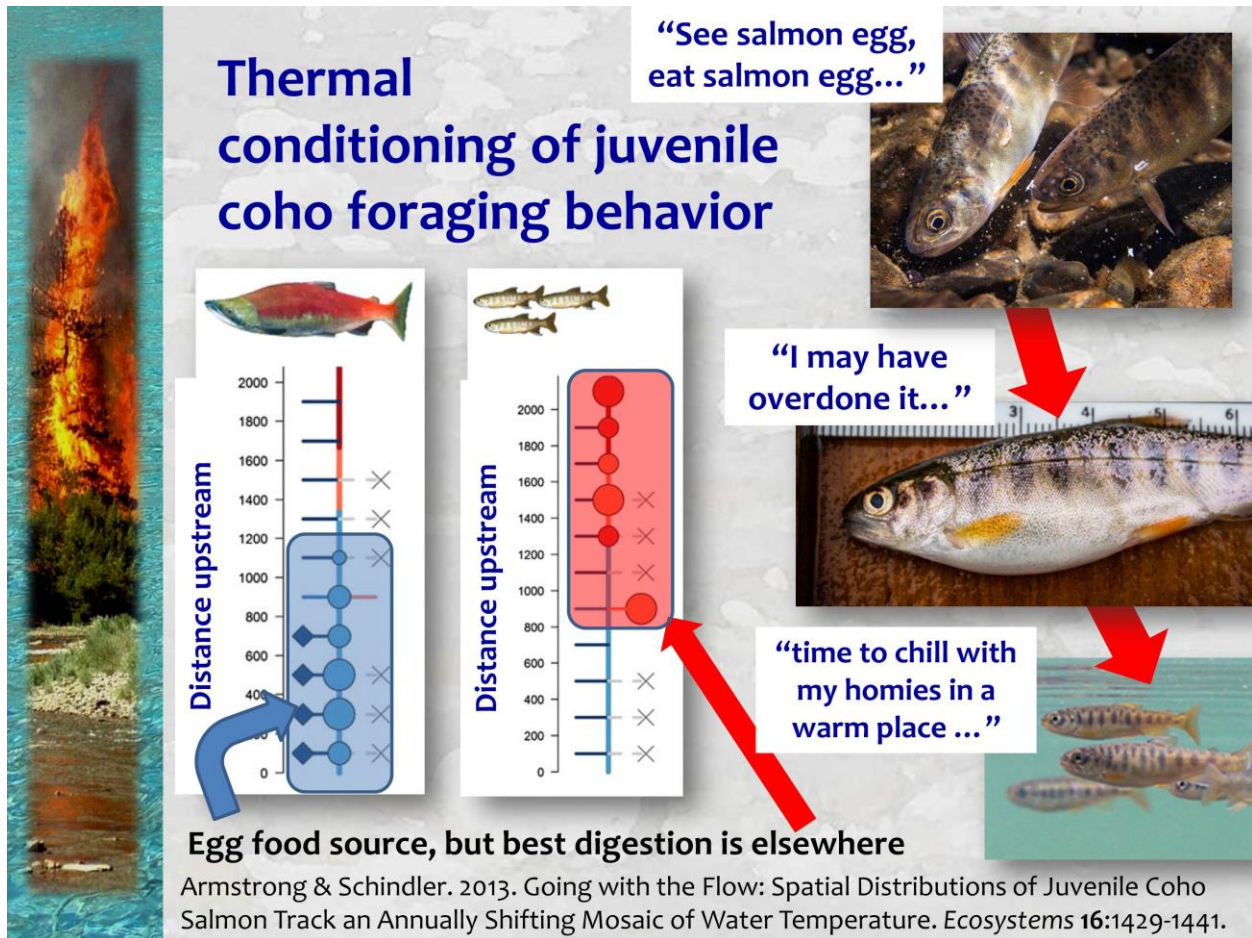 Thermal
conditioning of juvenile
coho foraging behavior
“See salmon egg,
eat salmon egg…”
“I may have
overdone it…”
3 4 5 6
“time to chill with
my homies in a
warm place …”
Distance upstream
2000
1800
1600
1400
1200
1000
800
600
400
0
Distance upstream
2000
1800
1600
1400
1200
1000
800
600
400
200
0
Egg food source, but best digestion is elsewhere
Armstrong & Schindler. 2013. Going with the Flow: Spatial Distributions of Juvenile Coho
Salmon Track an Annually Shifting Mosaic of Water Temperature. Ecosystems 16:1429-1441.